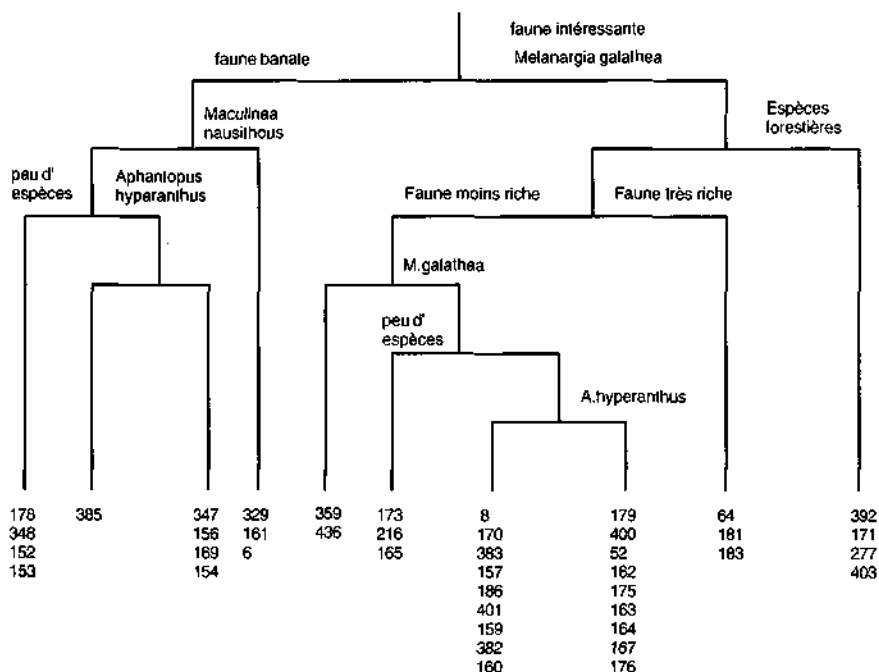 faune intéressante
faune banale
Melanargia galathea
Maculinea
nausithous
Espèces
forestières
peu d'
espèces
Aphantopus
hyparanthus
Faune moins riche
Faune très riche
M.galathea
peu d'
espèces
A.hyperanthus
178 385 347 329 359 173 8 179 64 392
348 156 161 436 216 170 400 181 171
152 169 6 165 383 52 183 277
153 154 157 162 403
186 175
401 163
159 164
382 167
160 176